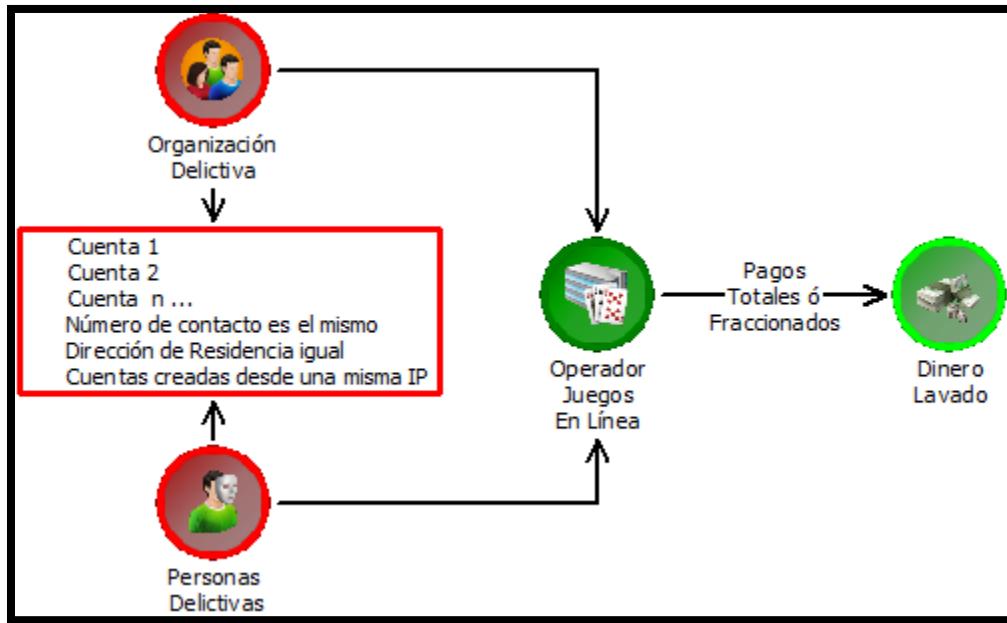 Organización
Delictiva
Cuenta 1
Cuenta 2
Cuenta n ...
Número de contacto es el mismo
Dirección de Residencia igual
Cuentas creadas desde una misma IP
Personas
Delictivas
Operador
Juegos
En Línea
Pagos
Totales ó
Fraccionados
Dinero
Lavado